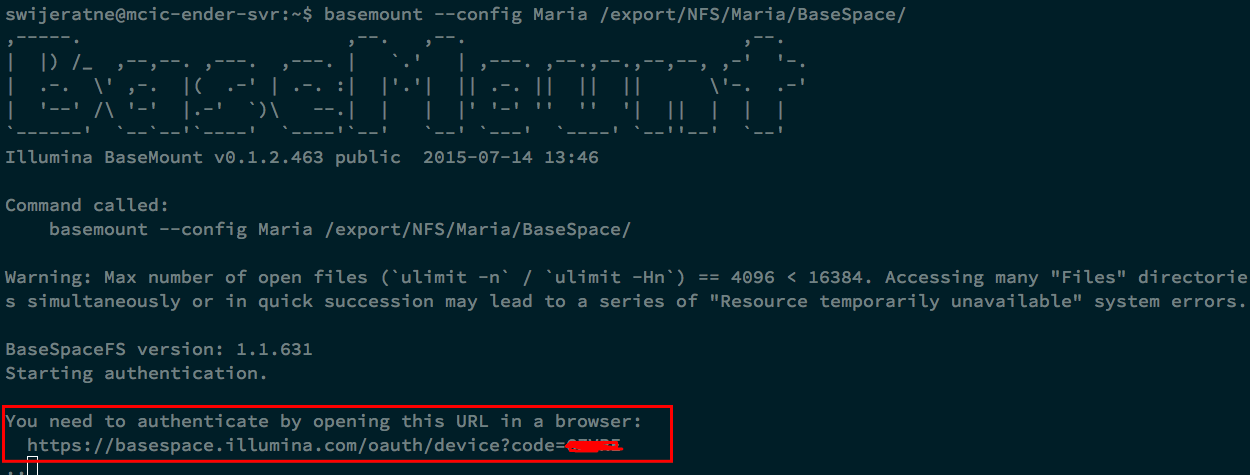 swijeratne@mcic-ender-svr:~$ basemount --config Maria /export/NFS/Maria/BaseSpace/
BaseMount
Illumina BaseMount v0.1.2.463 public  2015-07-14 13:46
Command called:
    basemount --config Maria /export/NFS/Maria/BaseSpace/
Warning: Max number of open files (`ulimit -n` / `ulimit -Hn`) == 4096 < 16384. Accessing many "Files" directorie
s simultaneously or in quick succession may lead to a series of "Resource temporarily unavailable" system errors.
BaseSpaceFS version: 1.1.631
Starting authentication.
You need to authenticate by opening this URL in a browser:
  https://basespace.illumina.com/oauth/device?code=
..